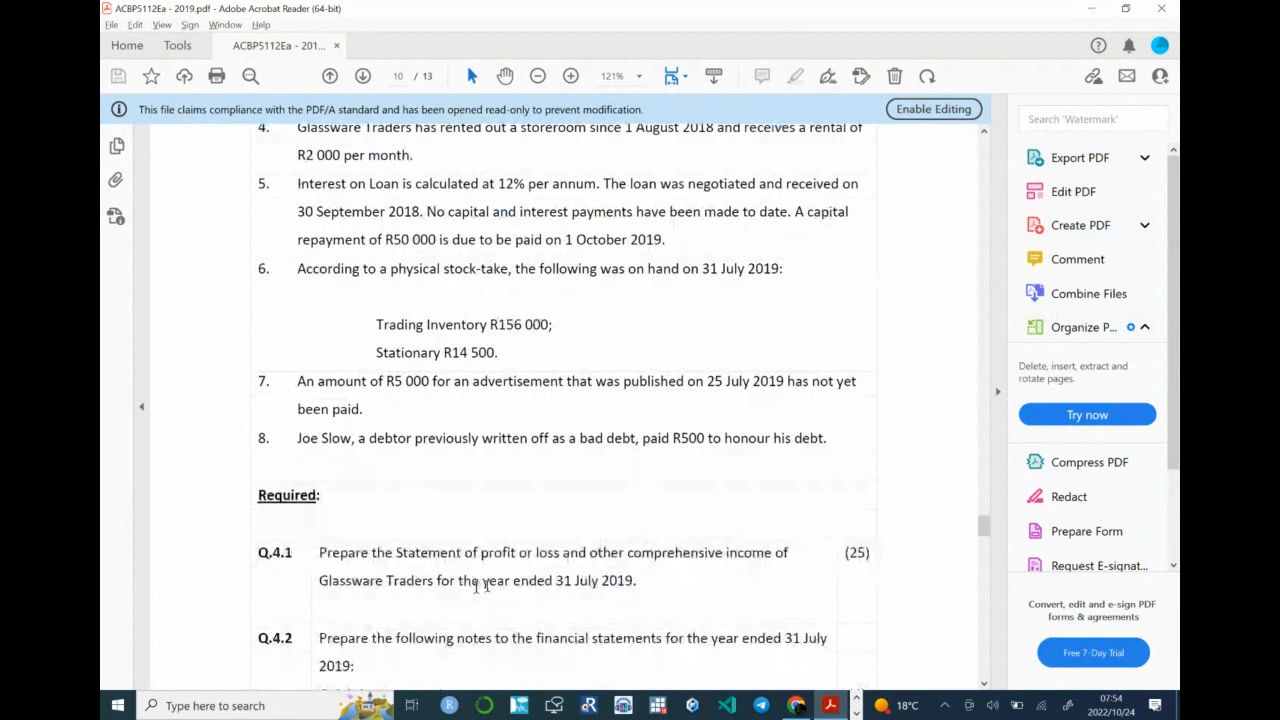 ACBP5112Ea - 2019.pdf - Adobe Acrobat Reader (64-bit)
File Edit View Sign Window Help
Home Tools ACBP5112Ea - 201... ×
10 / 13 121%
This file claims compliance with the PDF/A standard and has been opened read-only to prevent modification. Enable Editing
4. Glassware Traders has rented out a storeroom since 1 August 2018 and receives a rental of
R2 000 per month.
5. Interest on Loan is calculated at 12% per annum. The loan was negotiated and received on
30 September 2018. No capital and interest payments have been made to date. A capital
repayment of R50 000 is due to be paid on 1 October 2019.
6. According to a physical stock-take, the following was on hand on 31 July 2019:
Trading Inventory R156 000;
Stationary R14 500.
7. An amount of R5 000 for an advertisement that was published on 25 July 2019 has not yet
been paid.
8. Joe Slow, a debtor previously written off as a bad debt, paid R500 to honour his debt.
Required:
Q.4.1 Prepare the Statement of profit or loss and other comprehensive income of (25)
Glassware Traders for the year ended 31 July 2019.
Q.4.2 Prepare the following notes to the financial statements for the year ended 31 July
2019:
Search 'Watermark'
Export PDF
Edit PDF
Create PDF
Comment
Combine Files
Organize P...
Delete, insert, extract and
rotate pages.
Try now
Compress PDF
Redact
Prepare Form
Request E-signat...
Convert, edit and e-sign PDF
forms & agreements
Free 7-Day Trial
Type here to search
18°C
07:54
2022/10/24